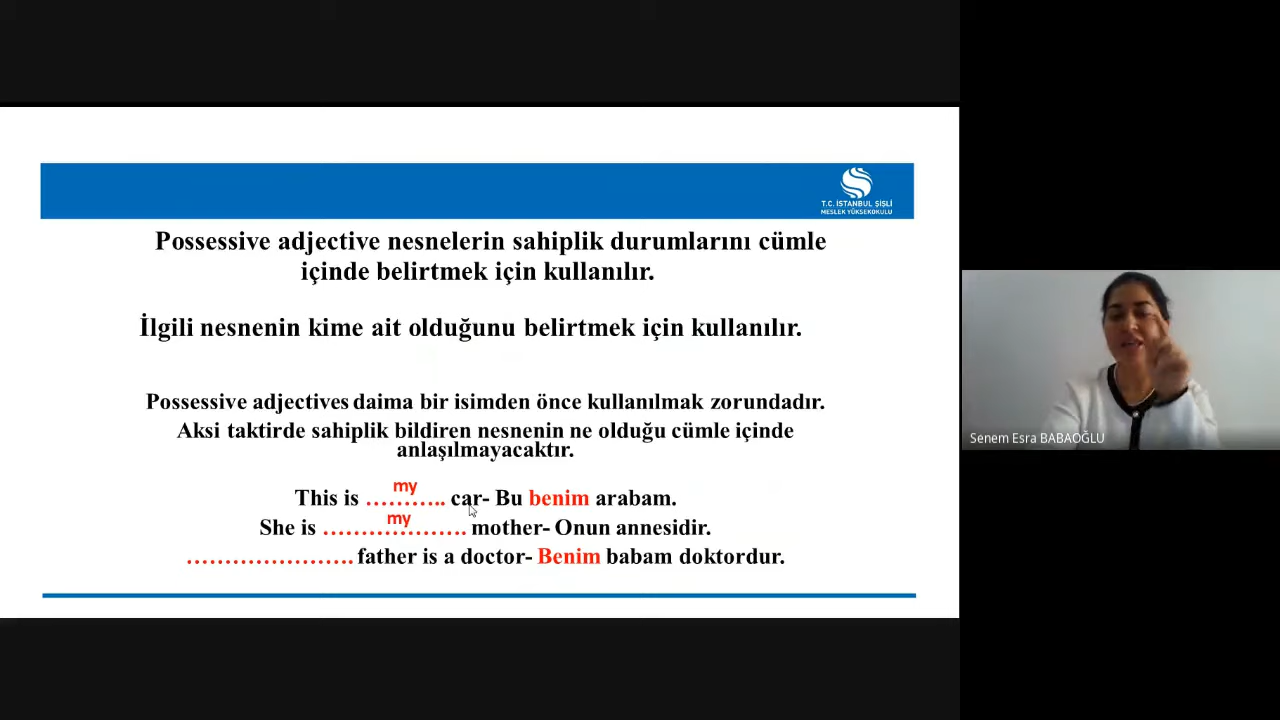 T.C. İSTANBUL ŞİŞLİ
MESLEK YÜKSEKOKULU
Possessive adjective nesnelerin sahiplik durumlarını cümle
içinde belirtmek için kullanılır.
İlgili nesnenin kime ait olduğunu belirtmek için kullanılır.
Possessive adjectives daima bir isimden önce kullanılmak zorundadır.
Aksi taktirde sahiplik bildiren nesnenin ne olduğu cümle içinde
anlaşılmayacaktır.
my
This is ……….. car- Bu benim arabam.
my
She is …………………. mother- Onun annesidir.
…………………….. father is a doctor- Benim babam doktordur.
Senem Esra BABAOĞLU